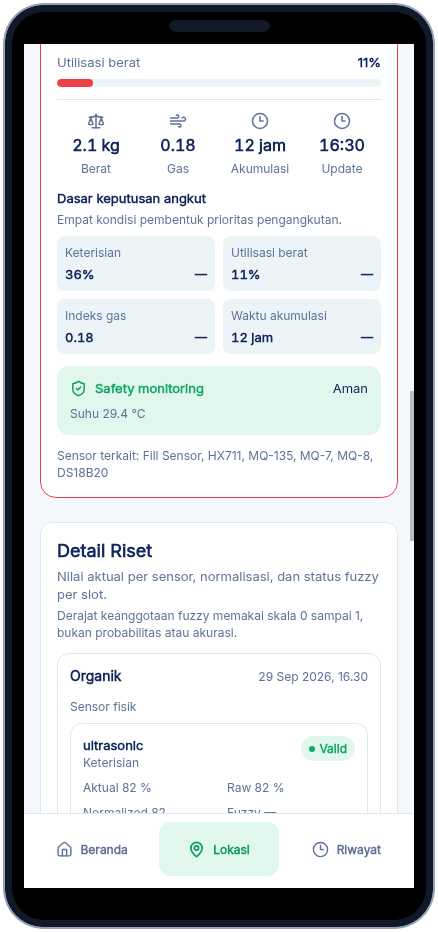 Utilisasi berat 11%
2.1 kg 0.18 12 jam 16:30
Berat Gas Akumulasi Update
Dasar keputusan angkut
Empat kondisi pembentuk prioritas pengangkutan.
Keterisian Utilisasi berat
36% — 11% —
Indeks gas Waktu akumulasi
0.18 — 12 jam —
Safety monitoring Aman
Suhu 29.4 °C
Sensor terkait: Fill Sensor, HX711, MQ-135, MQ-7, MQ-8,
DS18B20
Detail Riset
Nilai aktual per sensor, normalisasi, dan status fuzzy
per slot.
Derajat keanggotaan fuzzy memakai skala 0 sampai 1,
bukan probabilitas atau akurasi.
Organik 29 Sep 2026, 16.30
Sensor fisik
ultrasonic Valid
Keterisian
Aktual 82 % Raw 82 %
Normalized 82 Fuzzy —
Beranda Lokasi Riwayat